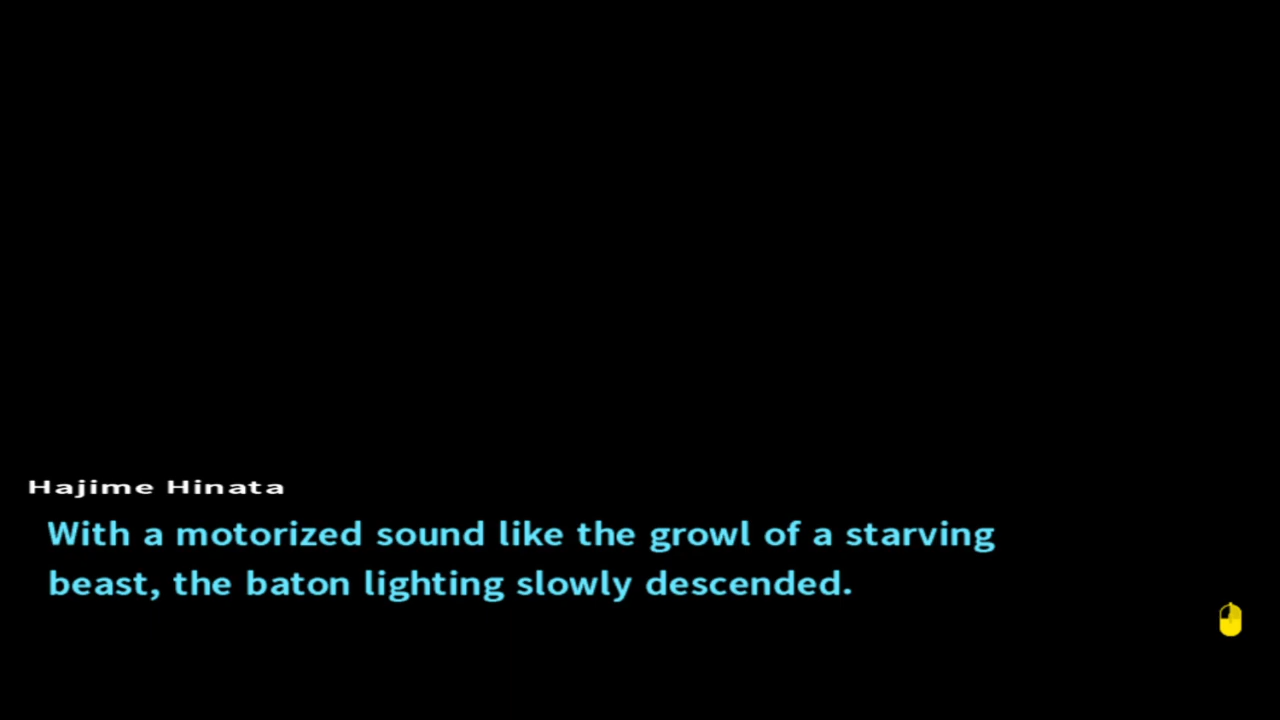 Hajime Hinata
With a motorized sound like the growl of a starving
beast, the baton lighting slowly descended.